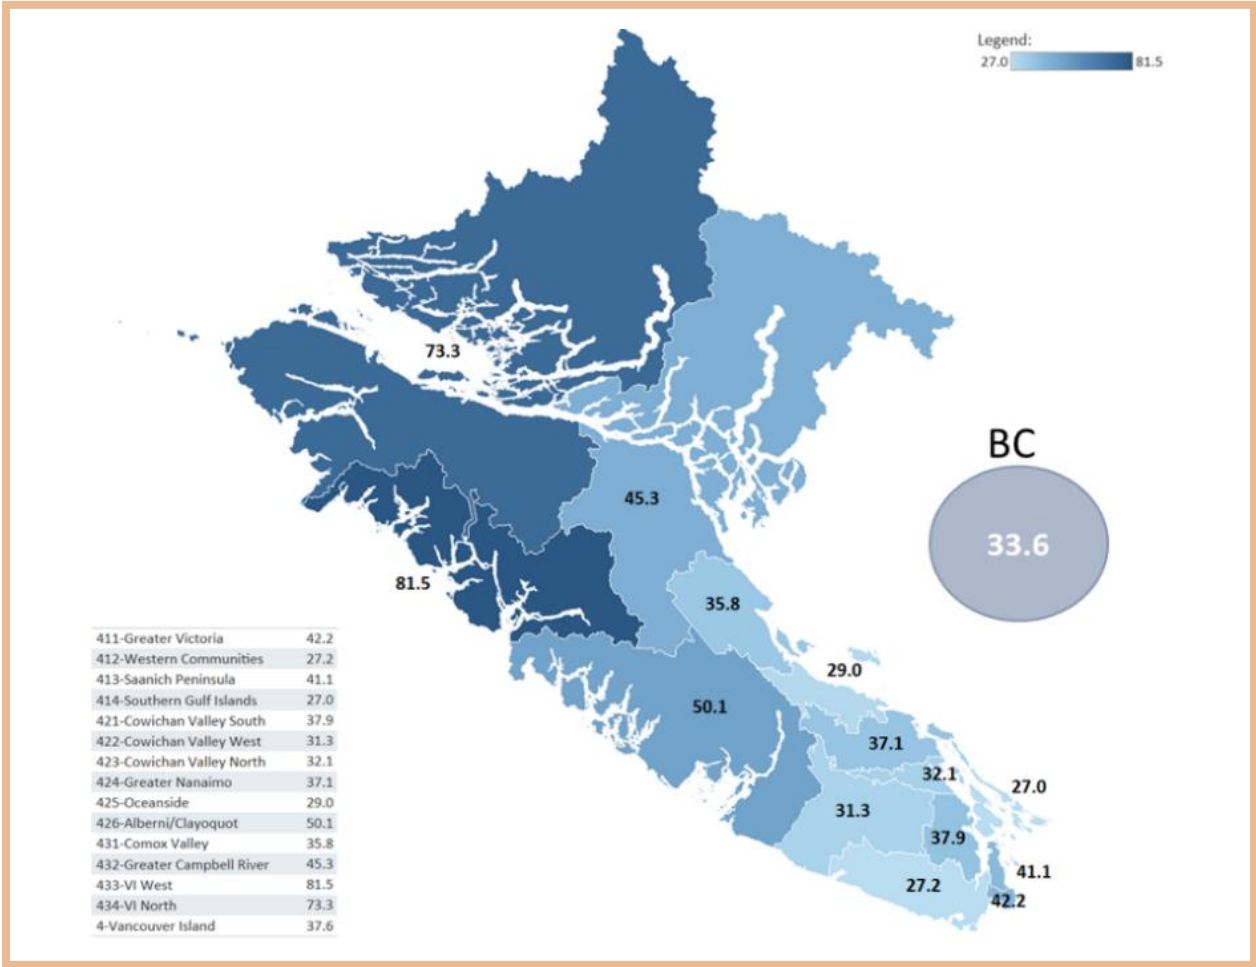 Legend:
27.0 81.5
73.3
BC
45.3
33.6
81.5
35.8
29.0
50.1
37.1
32.1
27.0
31.3
37.9
41.1
27.2
42.2
411-Greater Victoria 42.2
412-Western Communities 27.2
413-Saanich Peninsula 41.1
414-Southern Gulf Islands 27.0
421-Cowichan Valley South 37.9
422-Cowichan Valley West 31.3
423-Cowichan Valley North 32.1
424-Greater Nanaimo 37.1
425-Oceanside 29.0
426-Alberni/Clayoquot 50.1
431-Comox Valley 35.8
432-Greater Campbell River 45.3
433-VI West 81.5
434-VI North 73.3
4-Vancouver Island 37.6